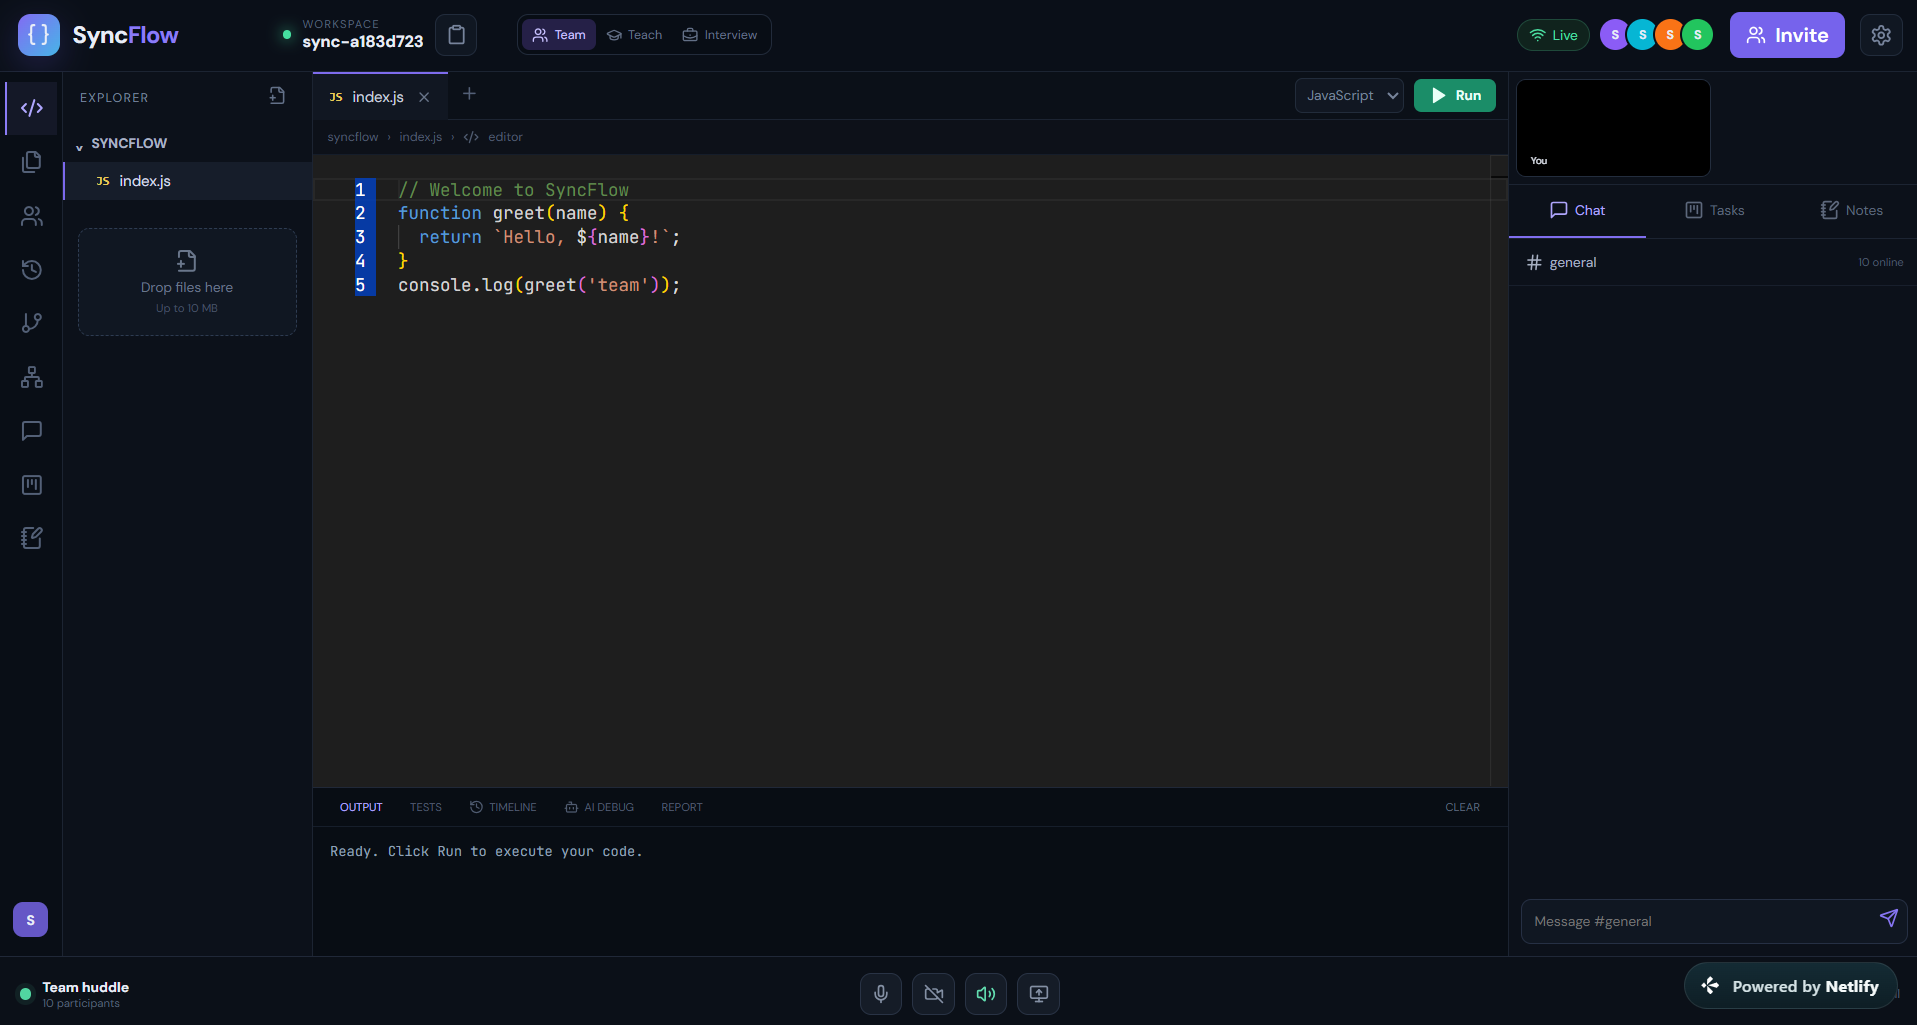 { } SyncFlow
WORKSPACE
sync-a183d723
Team
Teach
Interview
Live
S
S
S
S
Invite
EXPLORER
JS index.js
JavaScript
Run
syncflow › index.js › </> editor
SYNCFLOW
JS index.js
Drop files here
Up to 10 MB
1 // Welcome to SyncFlow
2 function greet(name) {
3 return `Hello, ${name}!`;
4 }
5 console.log(greet('team'));
You
Chat
Tasks
Notes
# general
10 online
OUTPUT
TESTS
TIMELINE
AI DEBUG
REPORT
CLEAR
Ready. Click Run to execute your code.
S
Message #general
Team huddle
10 participants
Powered by Netlify